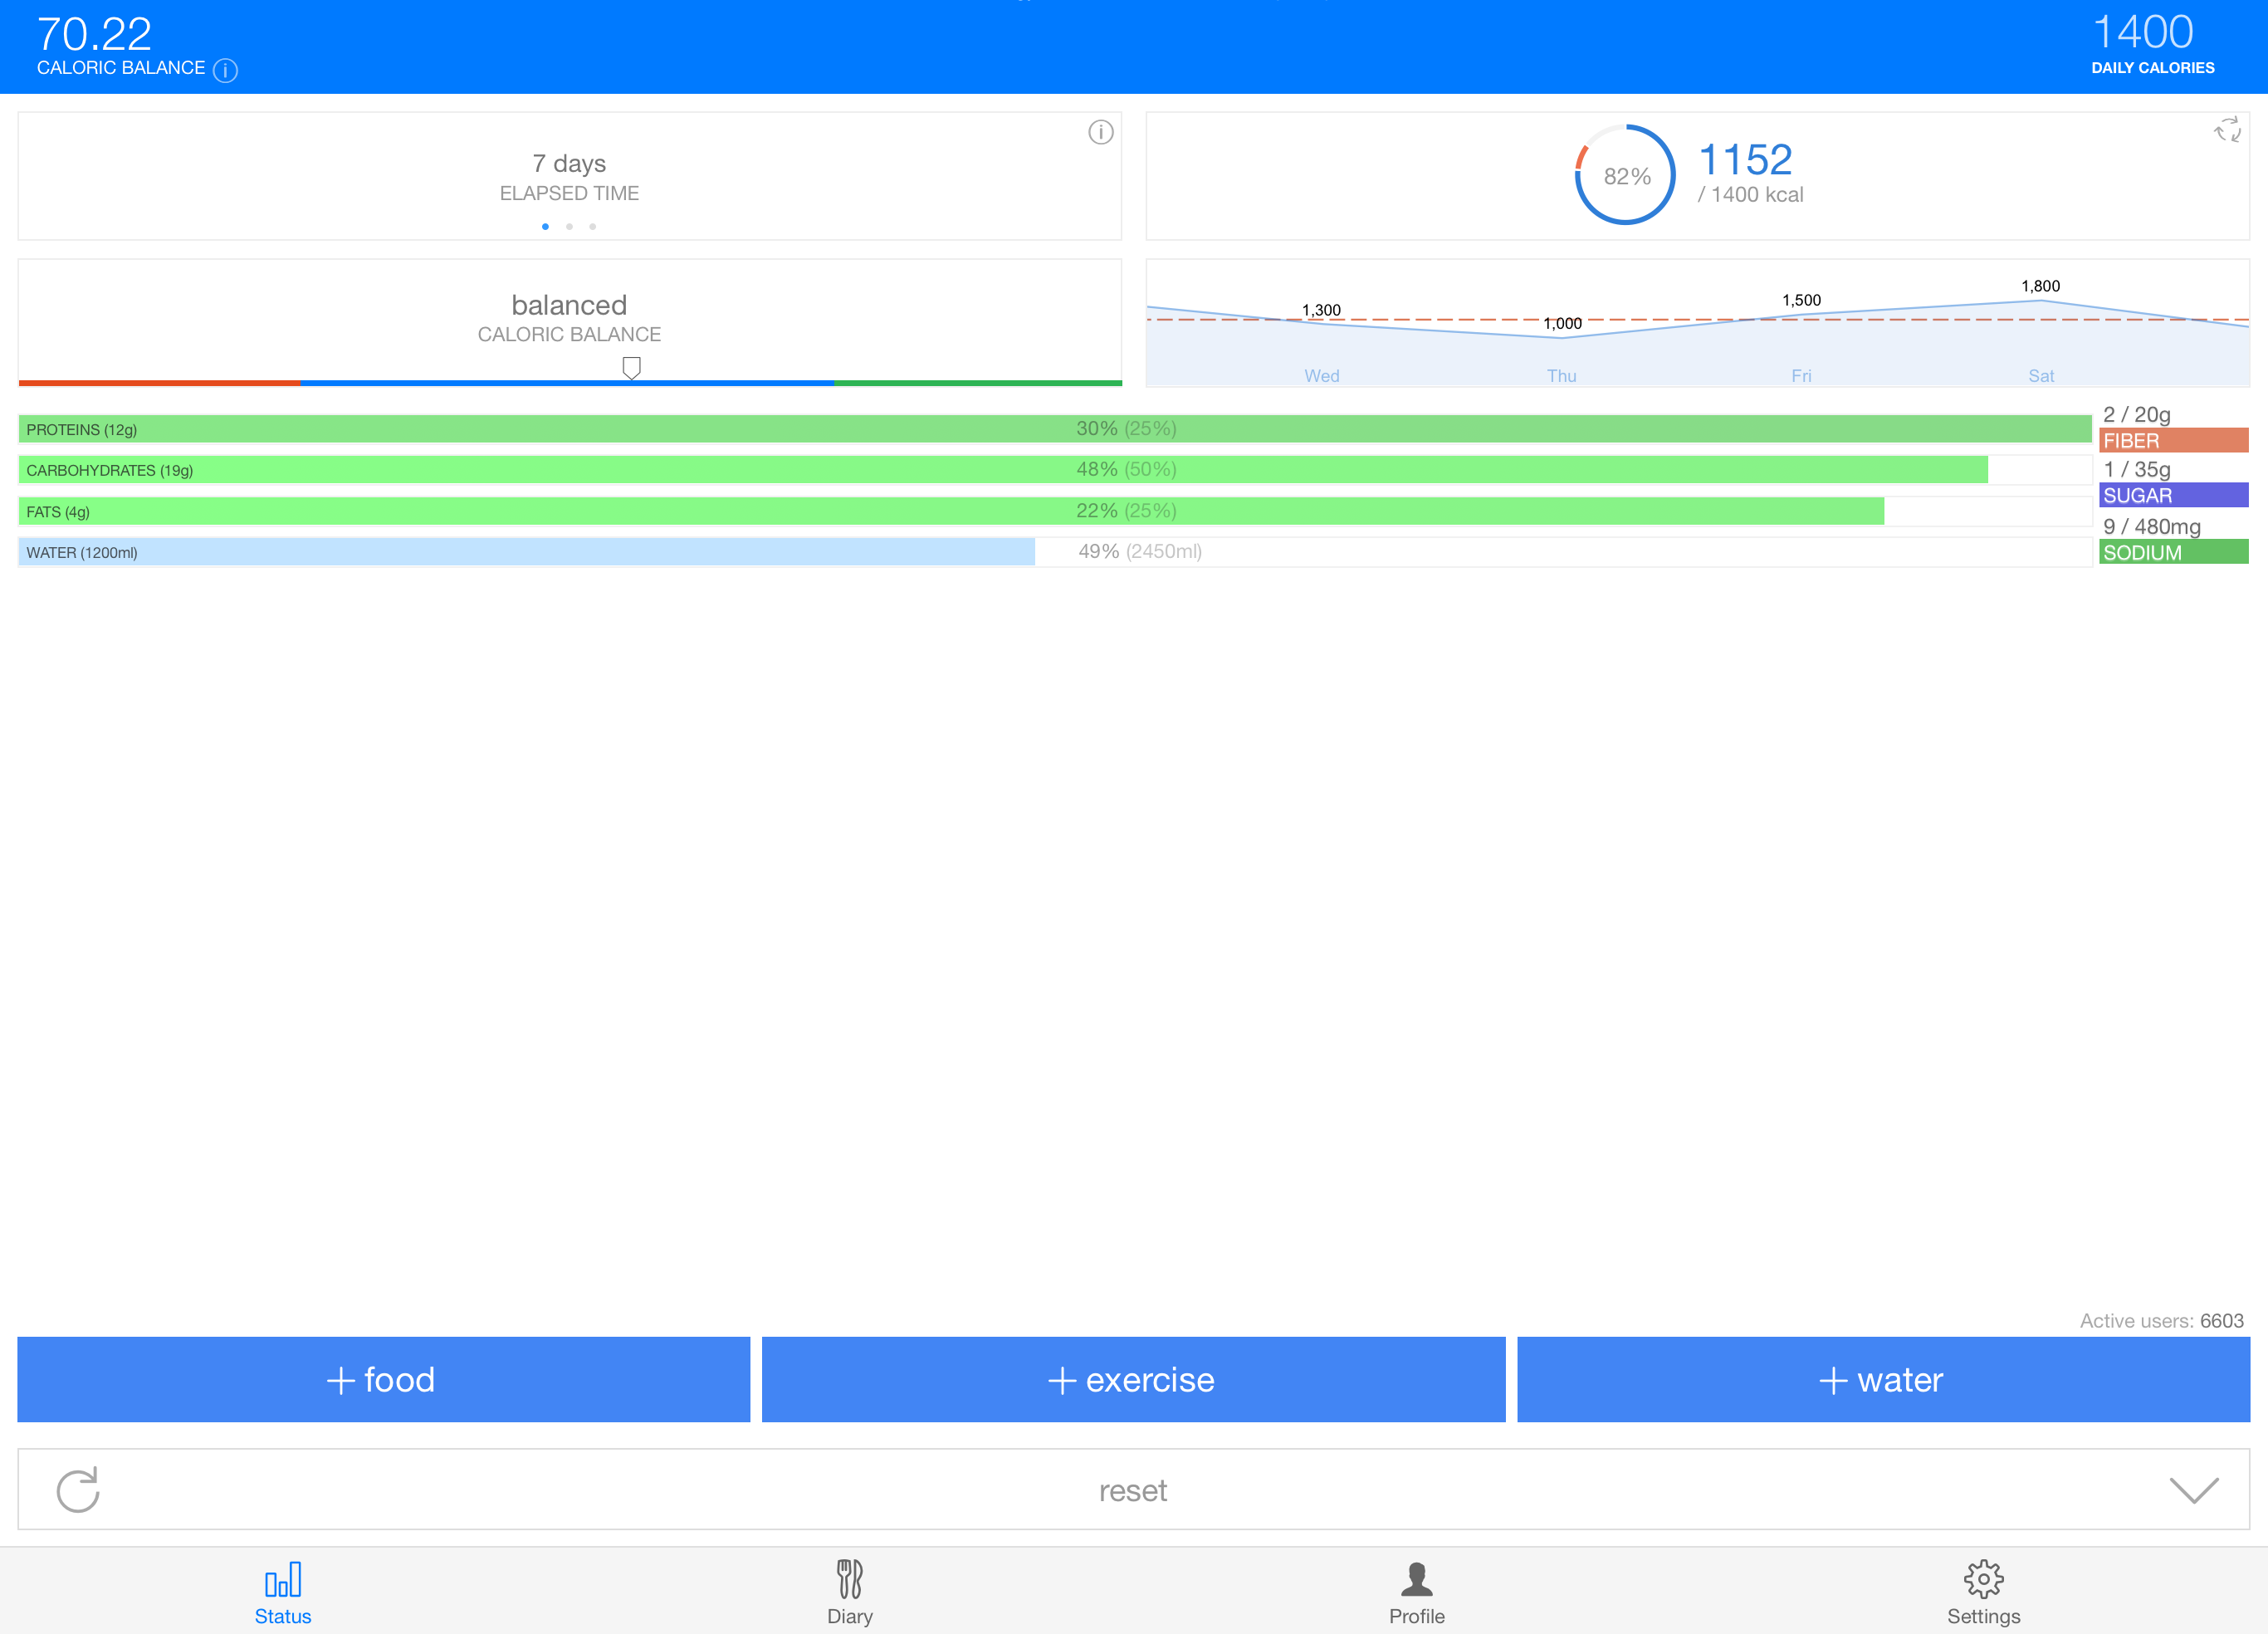 70.22
CALORIC BALANCE
1400
DAILY CALORIES
7 days
ELAPSED TIME
82%
1152
/ 1400 kcal
balanced
CALORIC BALANCE
1,300
1,000
1,500
1,800
Wed
Thu
Fri
Sat
PROTEINS (12g)
30% (25%)
CARBOHYDRATES (19g)
48% (50%)
FATS (4g)
22% (25%)
WATER (1200ml)
49% (2450ml)
2 / 20g
FIBER
1 / 35g
SUGAR
9 / 480mg
SODIUM
Active users: 6603
+ food
+ exercise
+ water
reset
Status
Diary
Profile
Settings